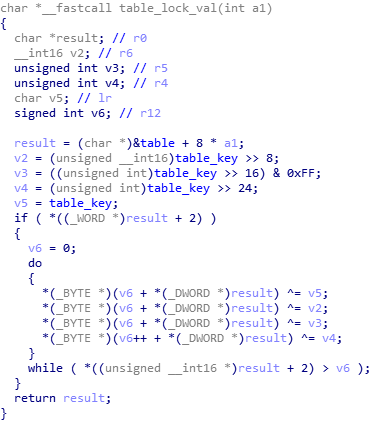 char *__fastcall table_lock_val(int a1)
{
  char *result; // r0
  __int16 v2; // r6
  unsigned int v3; // r5
  unsigned int v4; // r4
  char v5; // lr
  signed int v6; // r12

  result = (char *)&table + 8 * a1;
  v2 = (unsigned __int16)table_key >> 8;
  v3 = ((unsigned int)table_key >> 16) & 0xFF;
  v4 = (unsigned int)table_key >> 24;
  v5 = table_key;
  if ( *((_WORD *)result + 2) )
  {
    v6 = 0;
    do
    {
      *(_BYTE *)(v6 + *(_DWORD *)result) ^= v5;
      *(_BYTE *)(v6 + *(_DWORD *)result) ^= v2;
      *(_BYTE *)(v6 + *(_DWORD *)result) ^= v3;
      *(_BYTE *)(v6++ + *(_DWORD *)result) ^= v4;
    }
    while ( *((unsigned __int16 *)result + 2) > v6 );
  }
  return result;
}